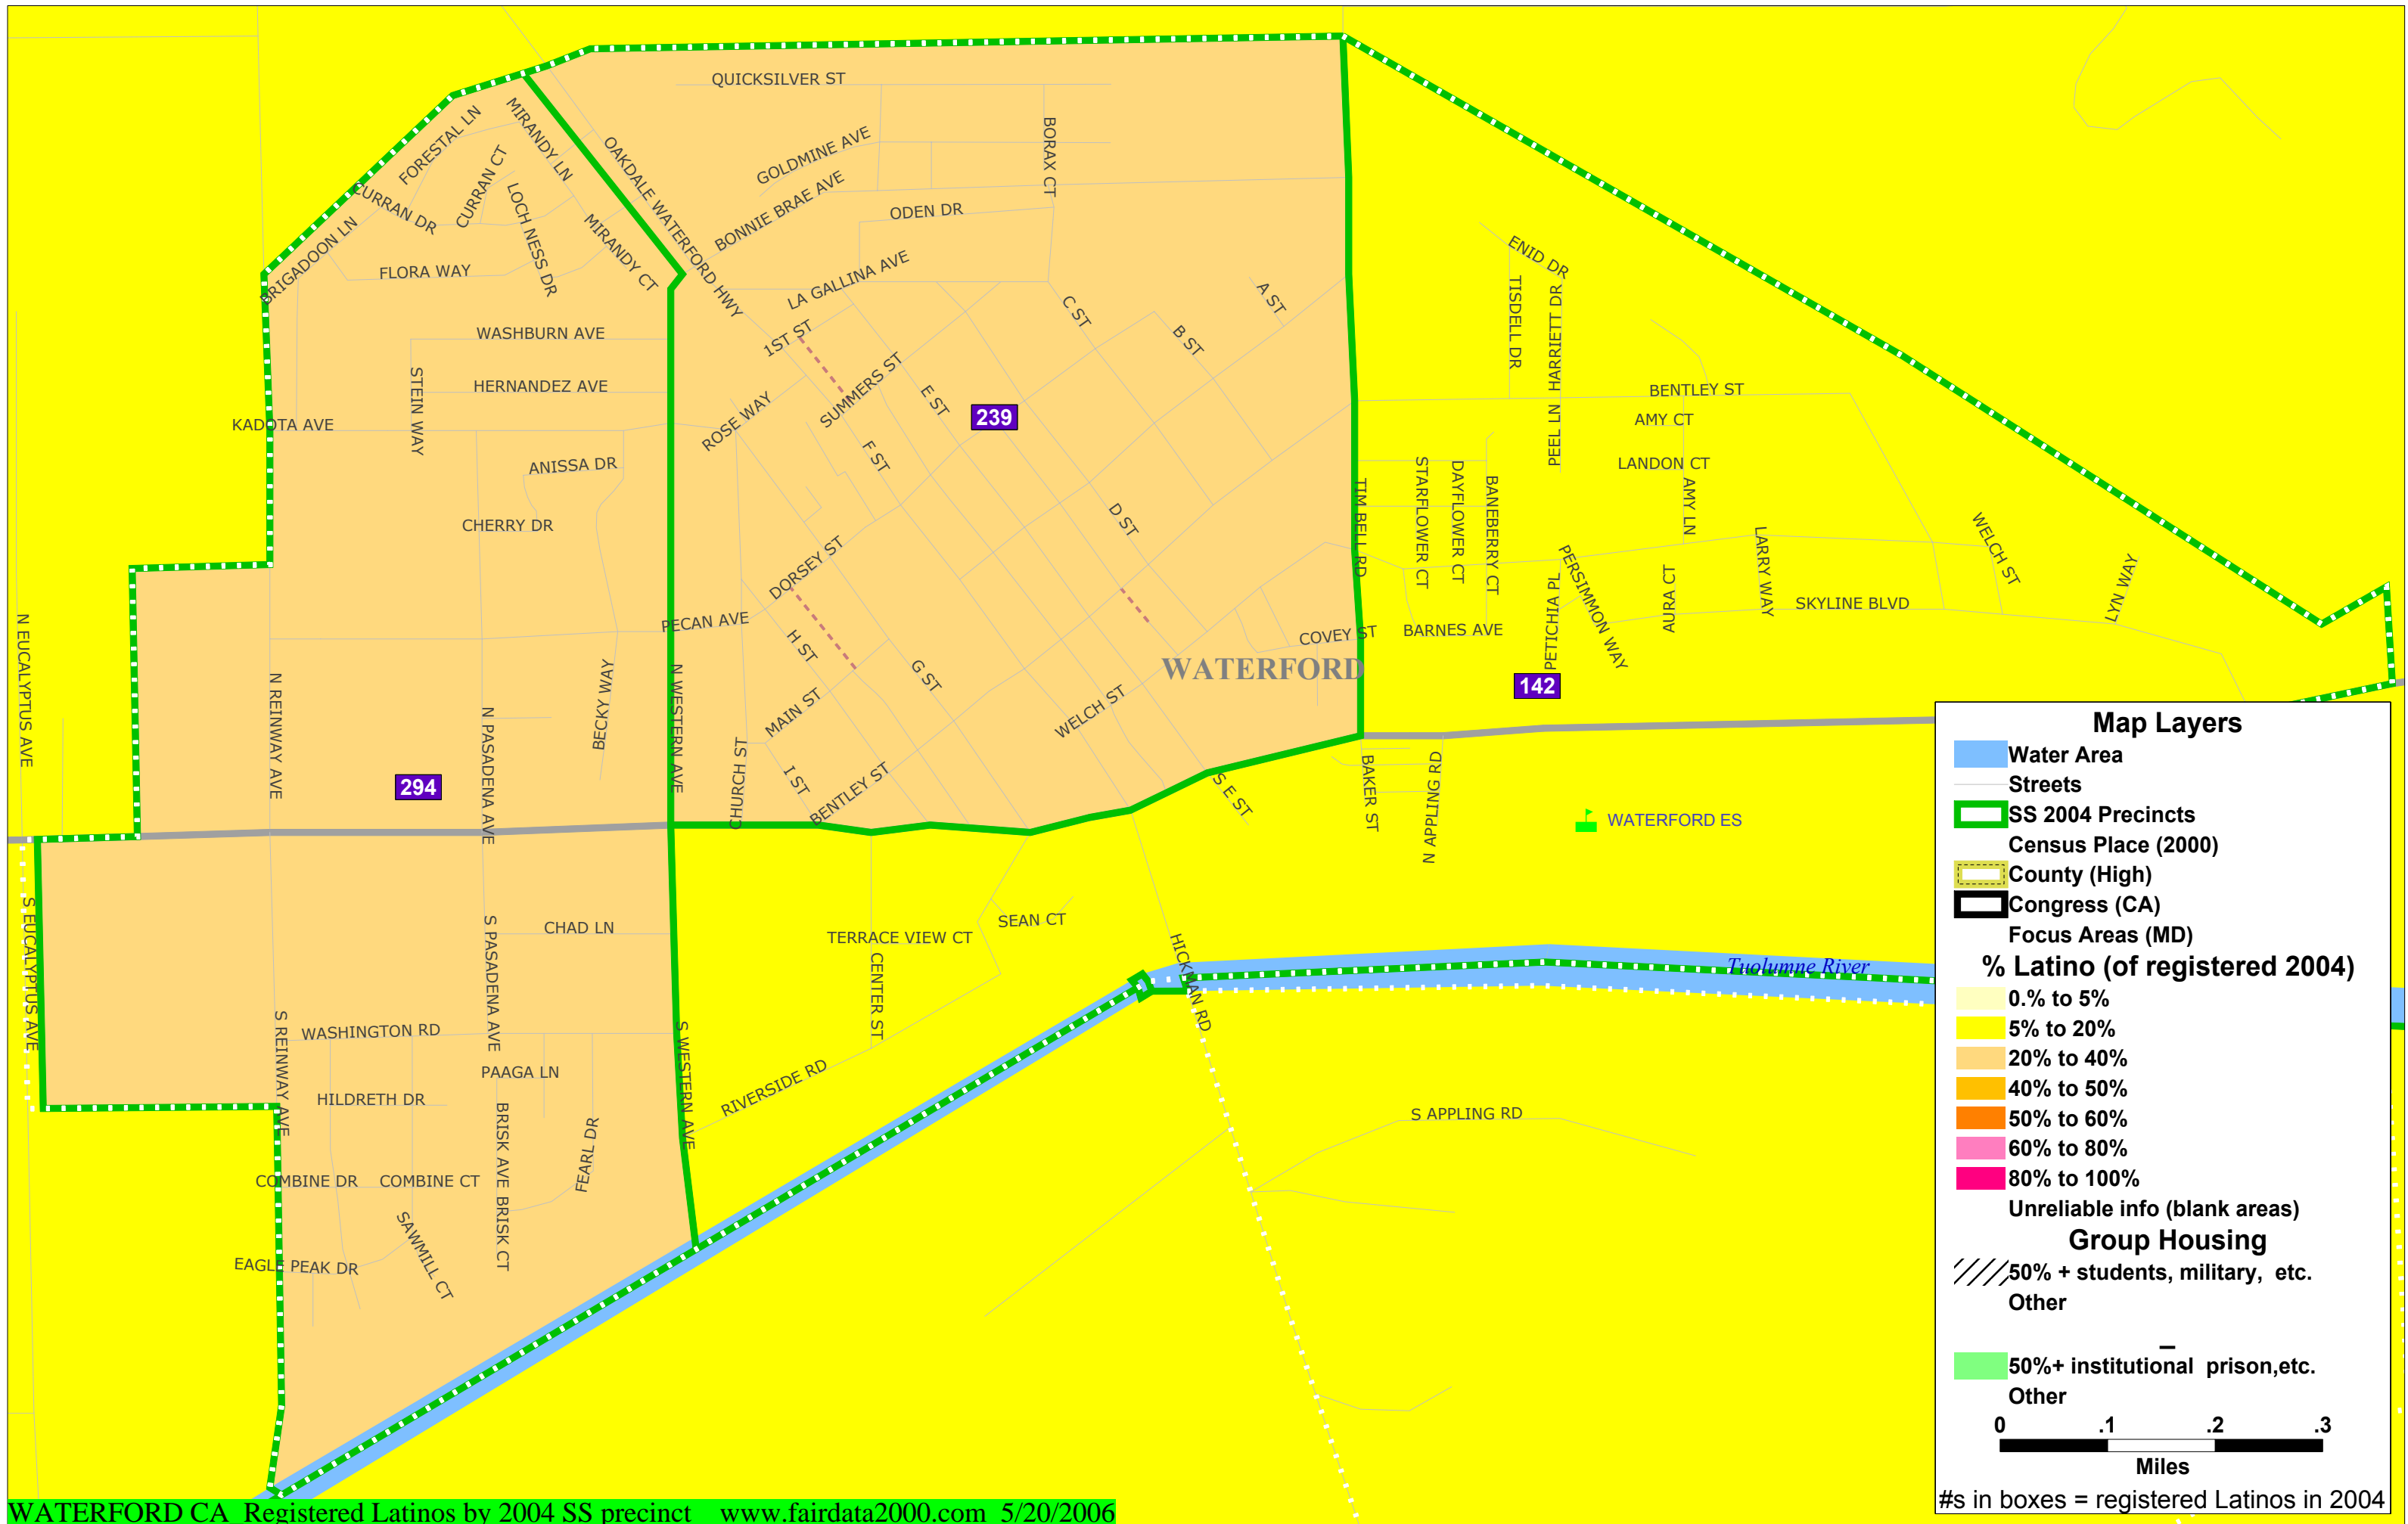 QUICKSILVER ST
FORESTAL LN
MIRANDY LN
CURRAN CT
CURRAN DR
LOCH NESS DR
MIRANDY CT
BRIGADOON LN
FLORA WAY
OAKDALE WATERFORD HWY
GOLDMINE AVE
BONNIE BRAE AVE
BORAX CT
ODEN DR
LA GALLINA AVE
1ST ST
SUMMERS ST
C ST
A ST
B ST
E ST
F ST
D ST
ROSE WAY
239
WASHBURN AVE
HERNANDEZ AVE
STEIN WAY
KADOTA AVE
ANISSA DR
CHERRY DR
ENID DR
TISDELL DR
HARRIETT DR
PEEL LN
BENTLEY ST
AMY CT
LANDON CT
AMY LN
TIM BELL RD
STARFLOWER CT
DAYFLOWER CT
BANEBERRY CT
PETICHIA PL
PERSIMMON WAY
AURA CT
LARRY WAY
WELCH ST
LYN WAY
SKYLINE BLVD
BARNES AVE
COVEY ST
WATERFORD
142
DORSEY ST
PECAN AVE
H ST
G ST
MAIN ST
WELCH ST
I ST
BENTLEY ST
CHURCH ST
N WESTERN AVE
BECKY WAY
N PASADENA AVE
N REINWAY AVE
N EUCALYPTUS AVE
294
S E ST
BAKER ST
N APPLING RD
WATERFORD ES
S EUCALYPTUS AVE
CHAD LN
S PASADENA AVE
TERRACE VIEW CT
SEAN CT
CENTER ST
HICKMAN RD
Tuolumne River
WASHINGTON RD
S REINWAY AVE
PAAGA LN
HILDRETH DR
BRISK AVE
BRISK CT
FEARL DR
S WESTERN AVE
RIVERSIDE RD
S APPLING RD
COMBINE DR
COMBINE CT
SAWMILL CT
EAGLE PEAK DR
Map Layers
Water Area
Streets
SS 2004 Precincts
Census Place (2000)
County (High)
Congress (CA)
Focus Areas (MD)
% Latino (of registered 2004)
0.% to 5%
5% to 20%
20% to 40%
40% to 50%
50% to 60%
60% to 80%
80% to 100%
Unreliable info (blank areas)
Group Housing
50% + students, military, etc.
Other
50%+ institutional prison,etc.
Other
0 .1 .2 .3
Miles
#s in boxes = registered Latinos in 2004
WATERFORD CA Registered Latinos by 2004 SS precinct www.fairdata2000.com 5/20/2006